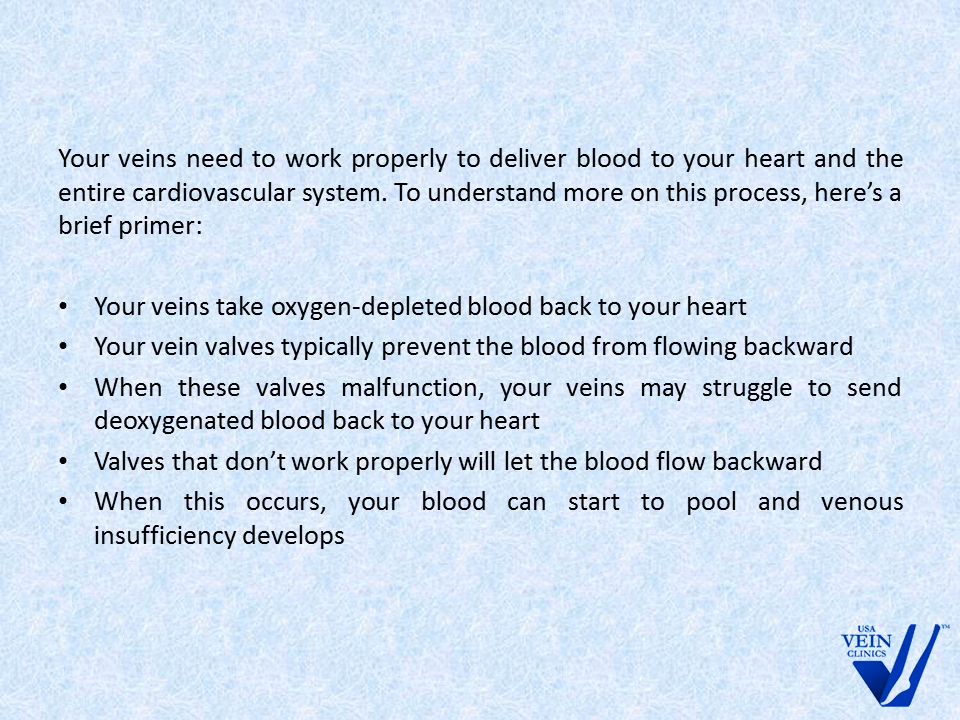 Your veins need to work properly to deliver blood to your heart and the
entire cardiovascular system. To understand more on this process, here’s a
brief primer:
• Your veins take oxygen-depleted blood back to your heart
• Your vein valves typically prevent the blood from flowing backward
• When these valves malfunction, your veins may struggle to send
deoxygenated blood back to your heart
• Valves that don’t work properly will let the blood flow backward
• When this occurs, your blood can start to pool and venous
insufficiency develops
USA
VEIN
CLINICS
™